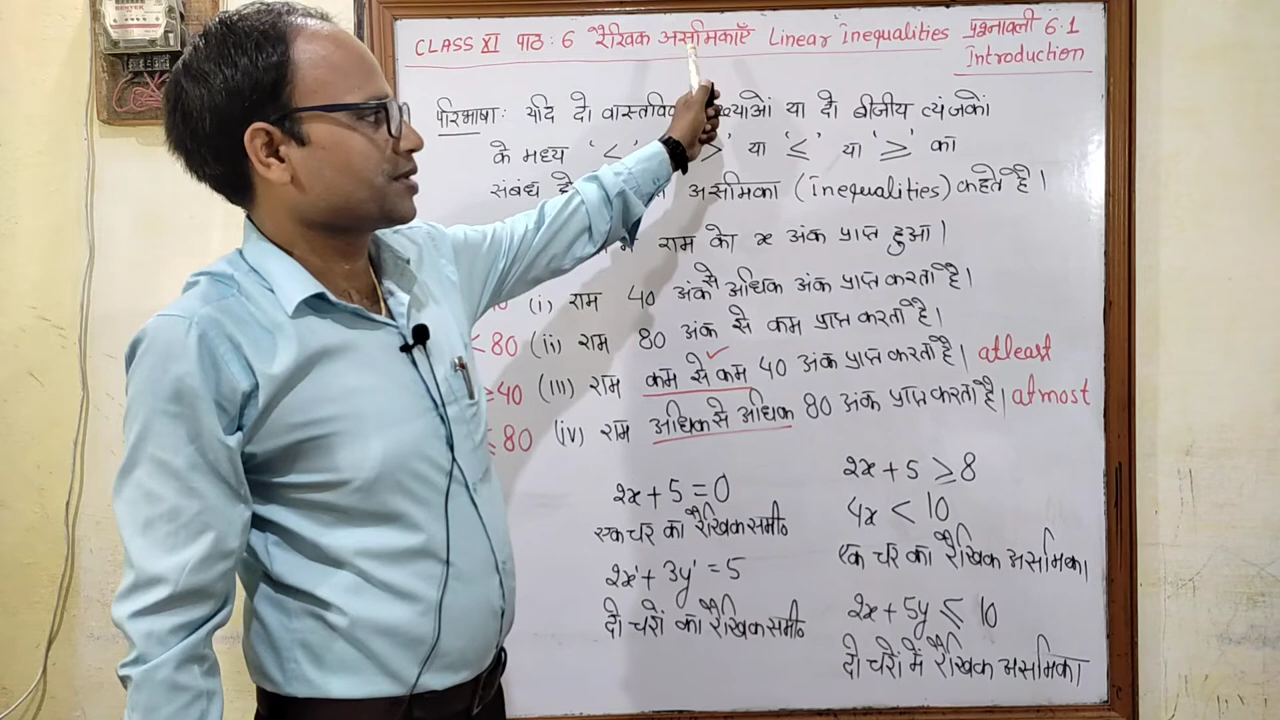 CLASS XI पाठ : 6 रैखिक असमिकाएँ Linear Inequalities प्रश्नावली 6.1
Introduction
परिभाषा : यदि दो या दो बीजीय व्यंजकों
के मध्य '<' > ' या '≤' या '≥' का
संबंध असमिका (Inequalities) कहते है।
राम को x अंक प्राप्त हुआ।
(i) राम 40 अंक से अधिक अंक प्राप्त करता है।
< 80 (ii) राम 80 अंक से कम प्राप्त करता है।
≥40 (iii) राम कम से कम 40 अंक प्राप्त करता है। atleast
≤ 80 (iv) राम अधिक से अधिक 80 अंक प्राप्त करता है। atmost
2x + 5 = 0
एक चर का रैखिक समी०
2x' + 3y' = 5
दो चरों का रैखिक समी०
2x + 5 ≥ 8
4x < 10
एक चर का रैखिक असमिका।
2x + 5y ≤ 10
दो चरों में रैखिक असमिका